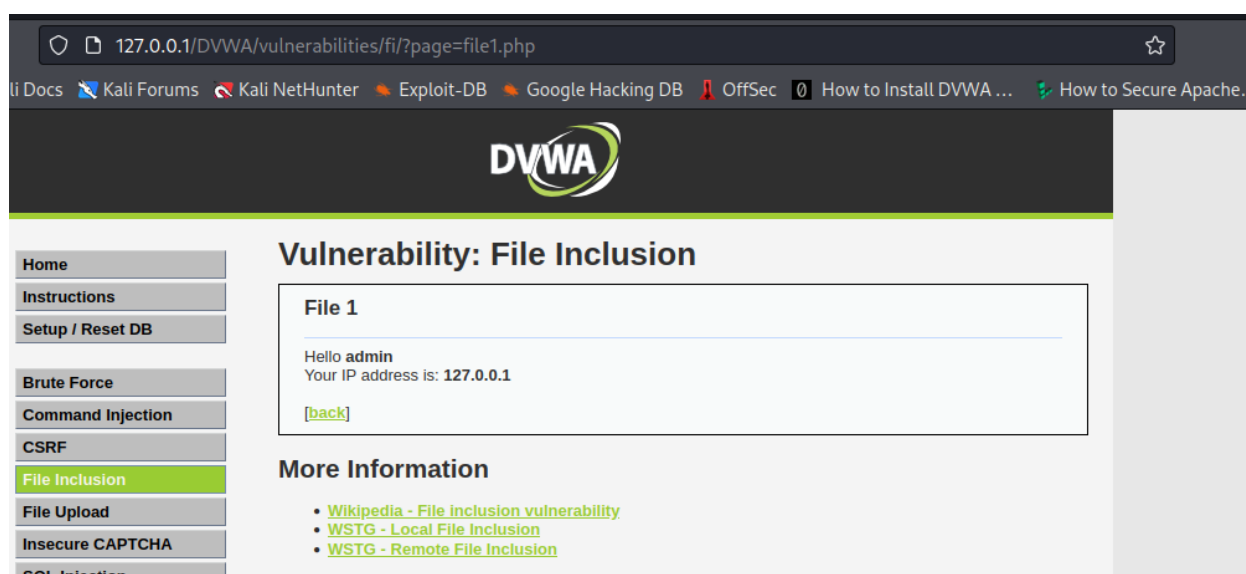 127.0.0.1/DVWA/vulnerabilities/fi/?page=file1.php
li Docs Kali Forums Kali NetHunter Exploit-DB Google Hacking DB OffSec How to Install DVWA ... How to Secure Apache.
DVWA
Home
Instructions
Setup / Reset DB
Brute Force
Command Injection
CSRF
File Inclusion
File Upload
Insecure CAPTCHA
SQL Injection
Vulnerability: File Inclusion
File 1
Hello admin
Your IP address is: 127.0.0.1
[back]
More Information
• Wikipedia - File inclusion vulnerability
• WSTG - Local File Inclusion
• WSTG - Remote File Inclusion